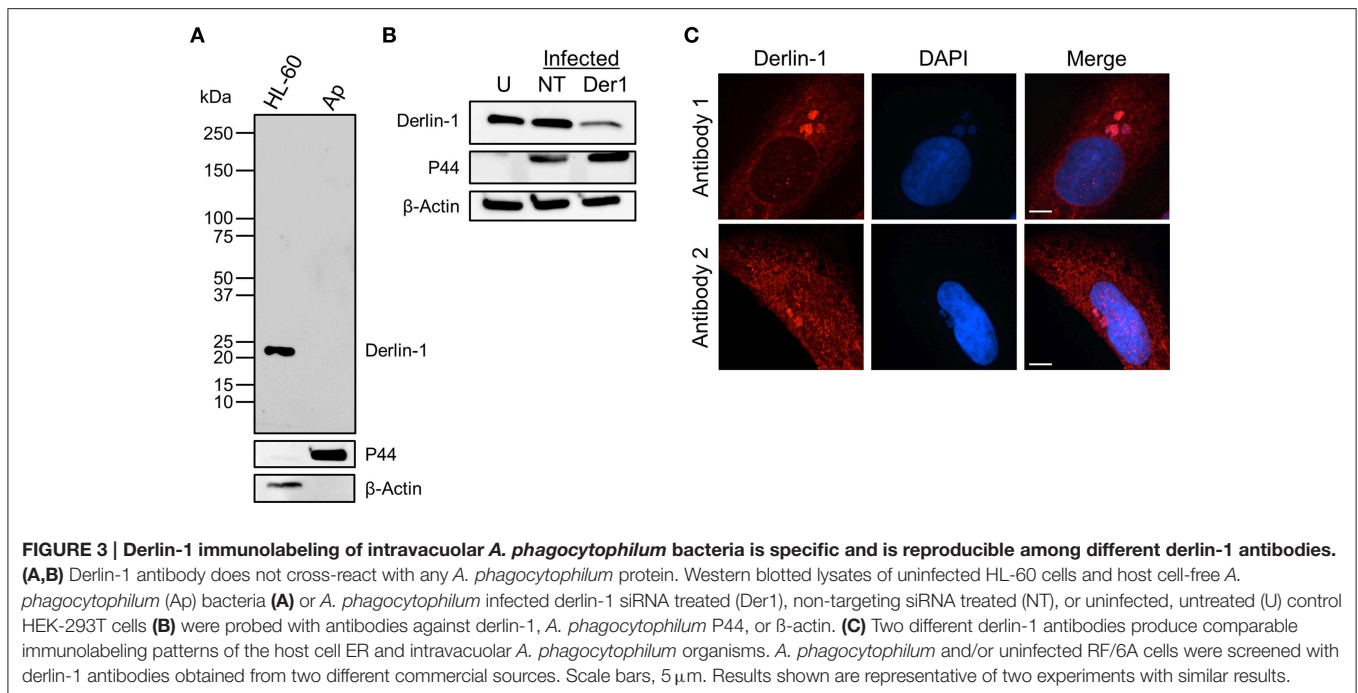 A
HL-60
Ap
kDa
250
150
100
75
50
37
25
20
15
10
Derlin-1
P44
β-Actin
B
Infected
U NT Der1
Derlin-1
P44
β-Actin
C
Derlin-1 DAPI Merge
Antibody 1
Antibody 2
FIGURE 3 | Derlin-1 immunolabeling of intravacuolar A. phagocytophilum bacteria is specific and is reproducible among different derlin-1 antibodies.
(A,B) Derlin-1 antibody does not cross-react with any A. phagocytophilum protein. Western blotted lysates of uninfected HL-60 cells and host cell-free A.
phagocytophilum (Ap) bacteria (A) or A. phagocytophilum infected derlin-1 siRNA treated (Der1), non-targeting siRNA treated (NT), or uninfected, untreated (U) control
HEK-293T cells (B) were probed with antibodies against derlin-1, A. phagocytophilum P44, or ß-actin. (C) Two different derlin-1 antibodies produce comparable
immunolabeling patterns of the host cell ER and intravacuolar A. phagocytophilum organisms. A. phagocytophilum and/or uninfected RF/6A cells were screened with
derlin-1 antibodies obtained from two different commercial sources. Scale bars, 5 μm. Results shown are representative of two experiments with similar results.